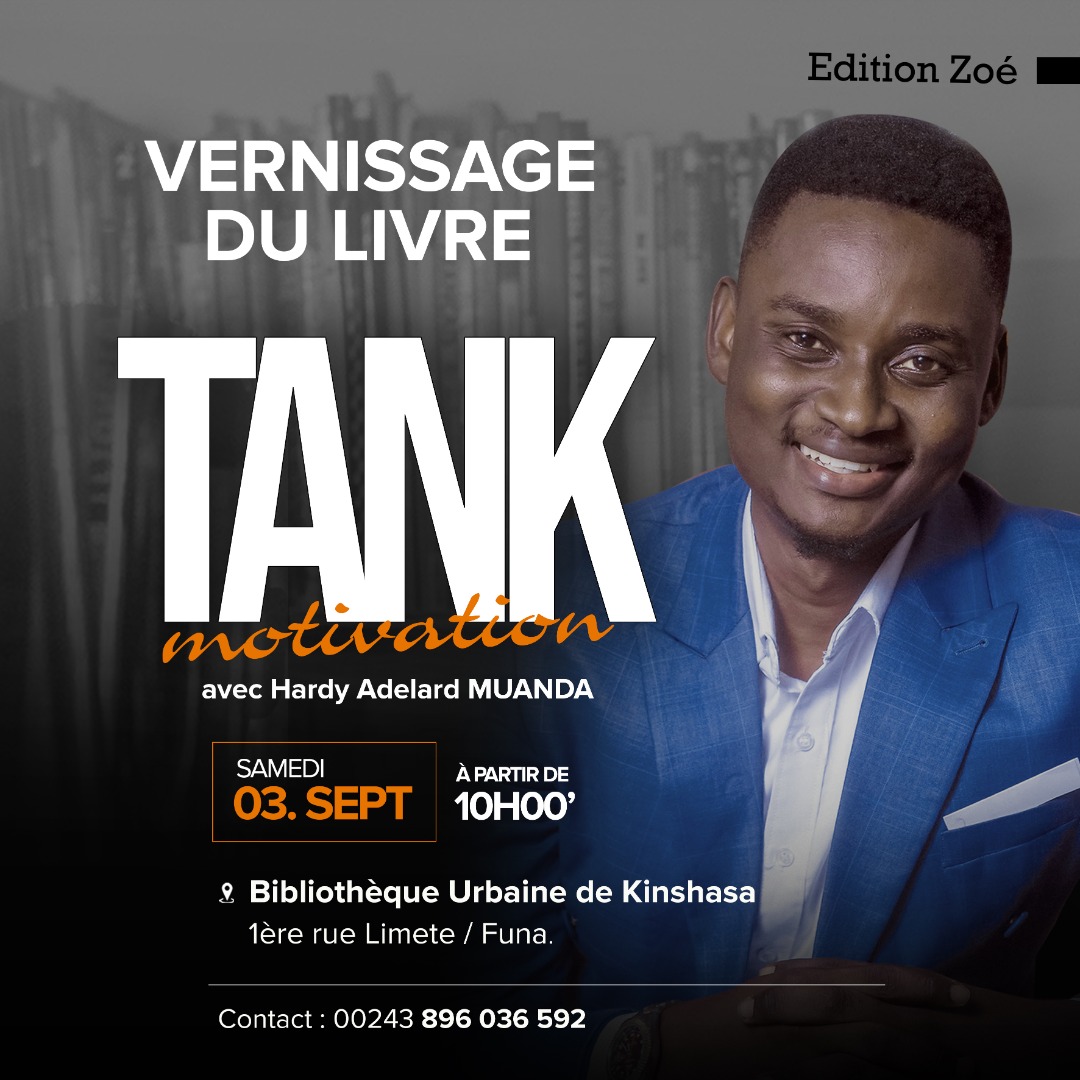 Edition Zoé
VERNISSAGE
DU LIVRE
TANK
motivation
avec Hardy Adelard MUANDA
SAMEDI
03. SEPT
À PARTIR DE
10H00’
Bibliothèque Urbaine de Kinshasa
1ère rue Limete / Funa.
Contact : 00243 896 036 592